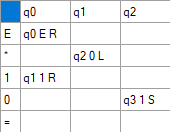 q0 q1 q2
E q0 E R
* q2 0 L
1 q1 1 R
0 q3 1 S
=